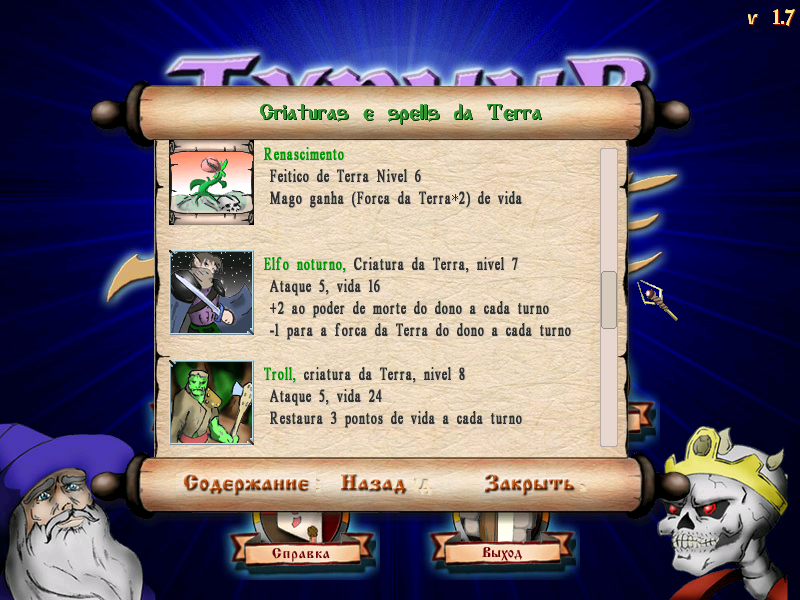 v 1.7
Турнир
Criaturas e spells da Terra
Renascimento
Feitico de Terra Nivel 6
Mago ganha (Forca da Terra*2) de vida
Elfo noturno, Criatura da Terra, nivel 7
Ataque 5, vida 16
+2 ao poder de morte do dono a cada turno
-1 para a forca da Terra do dono a cada turno
Troll, criatura da Terra, nivel 8
Ataque 5, vida 24
Restaura 3 pontos de vida a cada turno
Содержание Назад Закрыть
Справка Выход